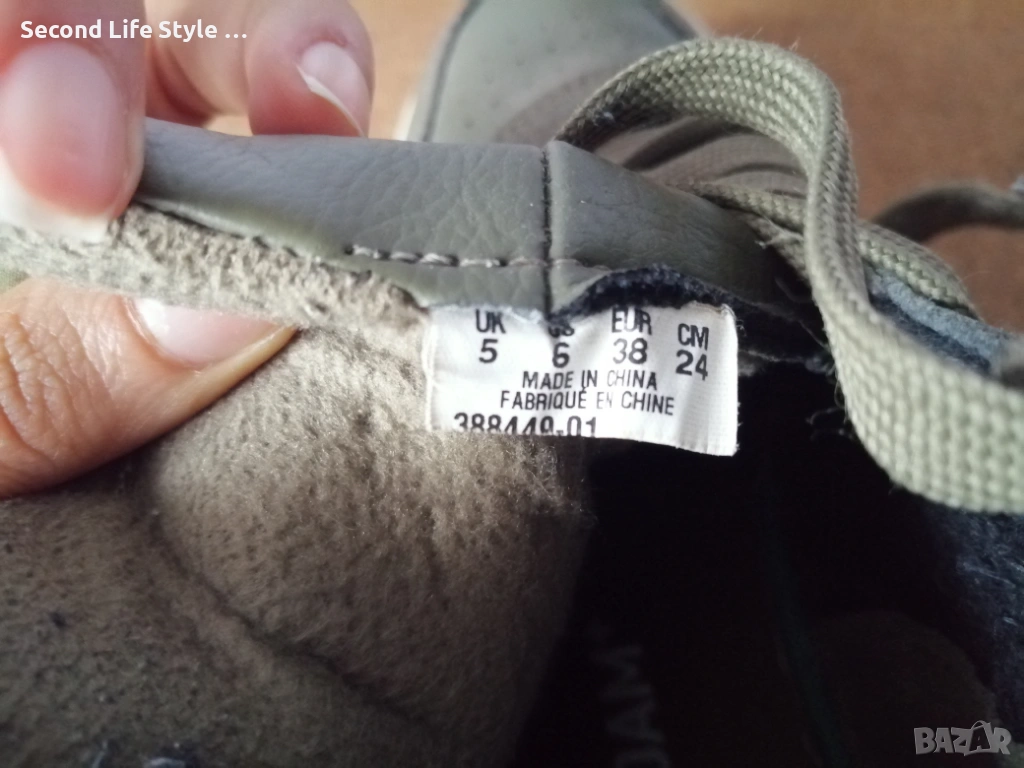 Second Life Style ...
UK EUR CM
5 6 38 24
MADE IN CHINA
FABRIQUÉ EN CHINE
388449-01
BAZAR